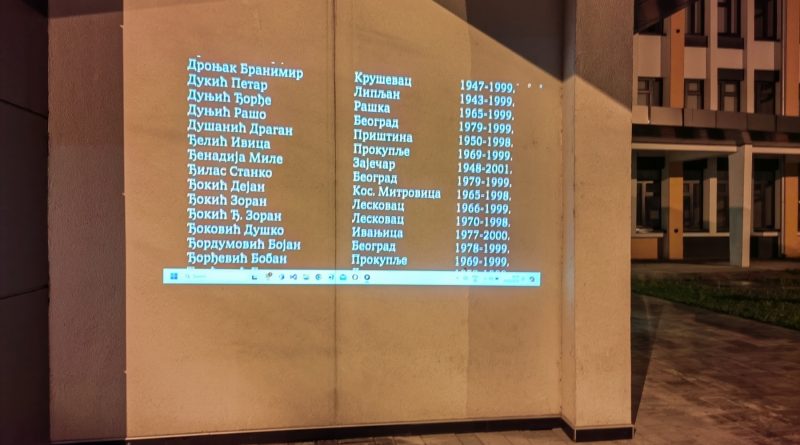 Дроњак Бранимир Крушевац 1947-1999,
Дукић Петар Липљан 1943-1999,
Дуњић Ђорђе Рашка 1965-1999,
Дуњић Рашо Београд 1979-1999,
Душанић Драган Приштина 1950-1998,
Ђелић Ивица Прокупље 1969-1999,
Ђенадија Миле Зајечар 1948-2001,
Ђилас Станко Београд 1979-1999,
Ђокић Дејан Кос. Митровица 1965-1998,
Ђокић Зоран Лесковац 1966-1999,
Ђокић Ђ. Зоран Лесковац 1970-1998,
Ђоковић Душко Ивањица 1977-2000,
Ђордумовић Бојан Београд 1978-1999,
Ђорђевић Бобан Прокупље 1969-1999,